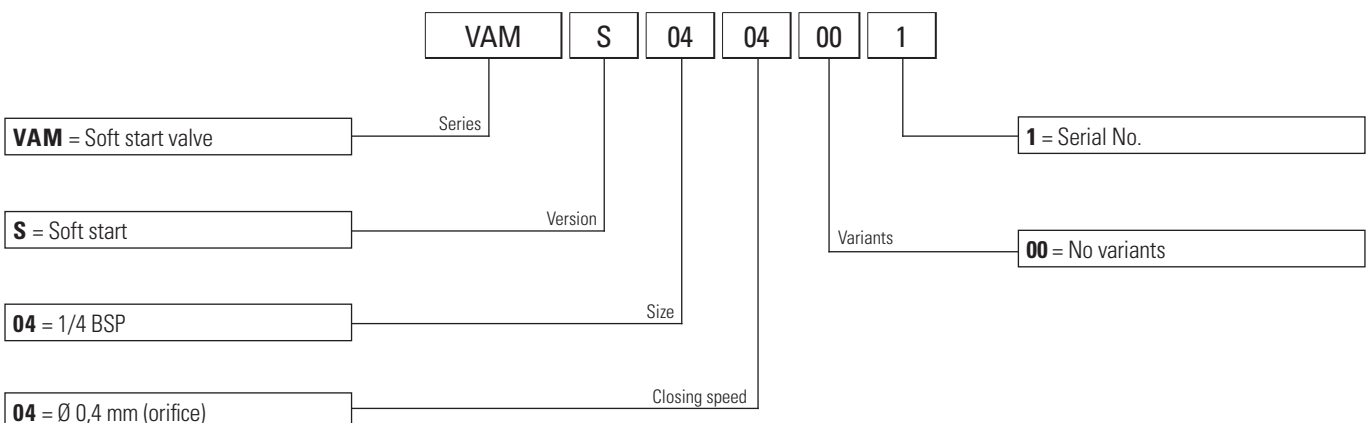 VAM S 04 04 00 1
Series
VAM = Soft start valve
1 = Serial No.
Version
S = Soft start
Variants
00 = No variants
Size
04 = 1/4 BSP
Closing speed
04 = Ø 0,4 mm (orifice)